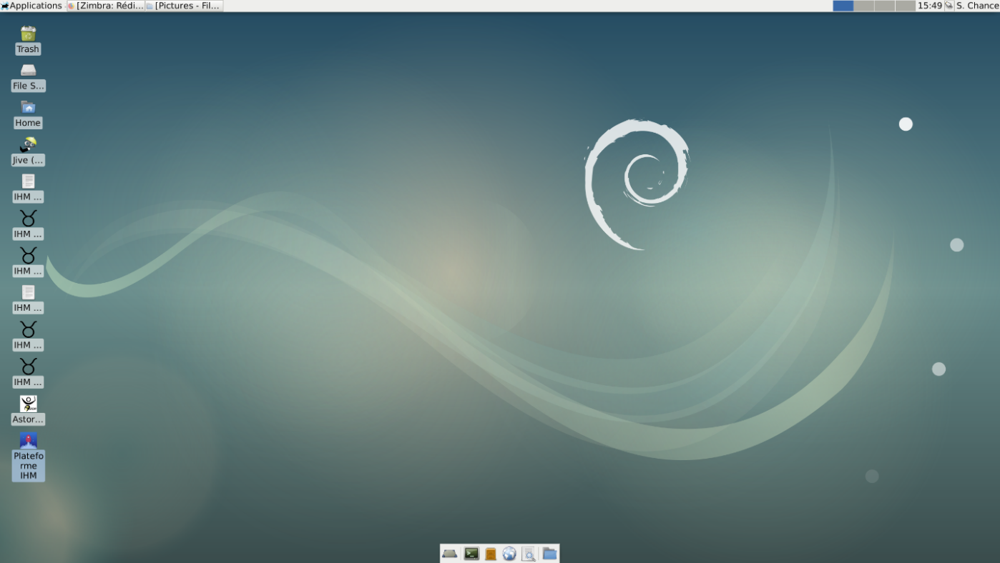 Applications
[Zimbra: Rédi...
[Pictures - Fil...
15:49
S. Chance
Trash
File S...
Home
Jive (...
IHM ...
IHM ...
IHM ...
IHM ...
IHM ...
IHM ...
Astor...
Platefo
rme
IHM